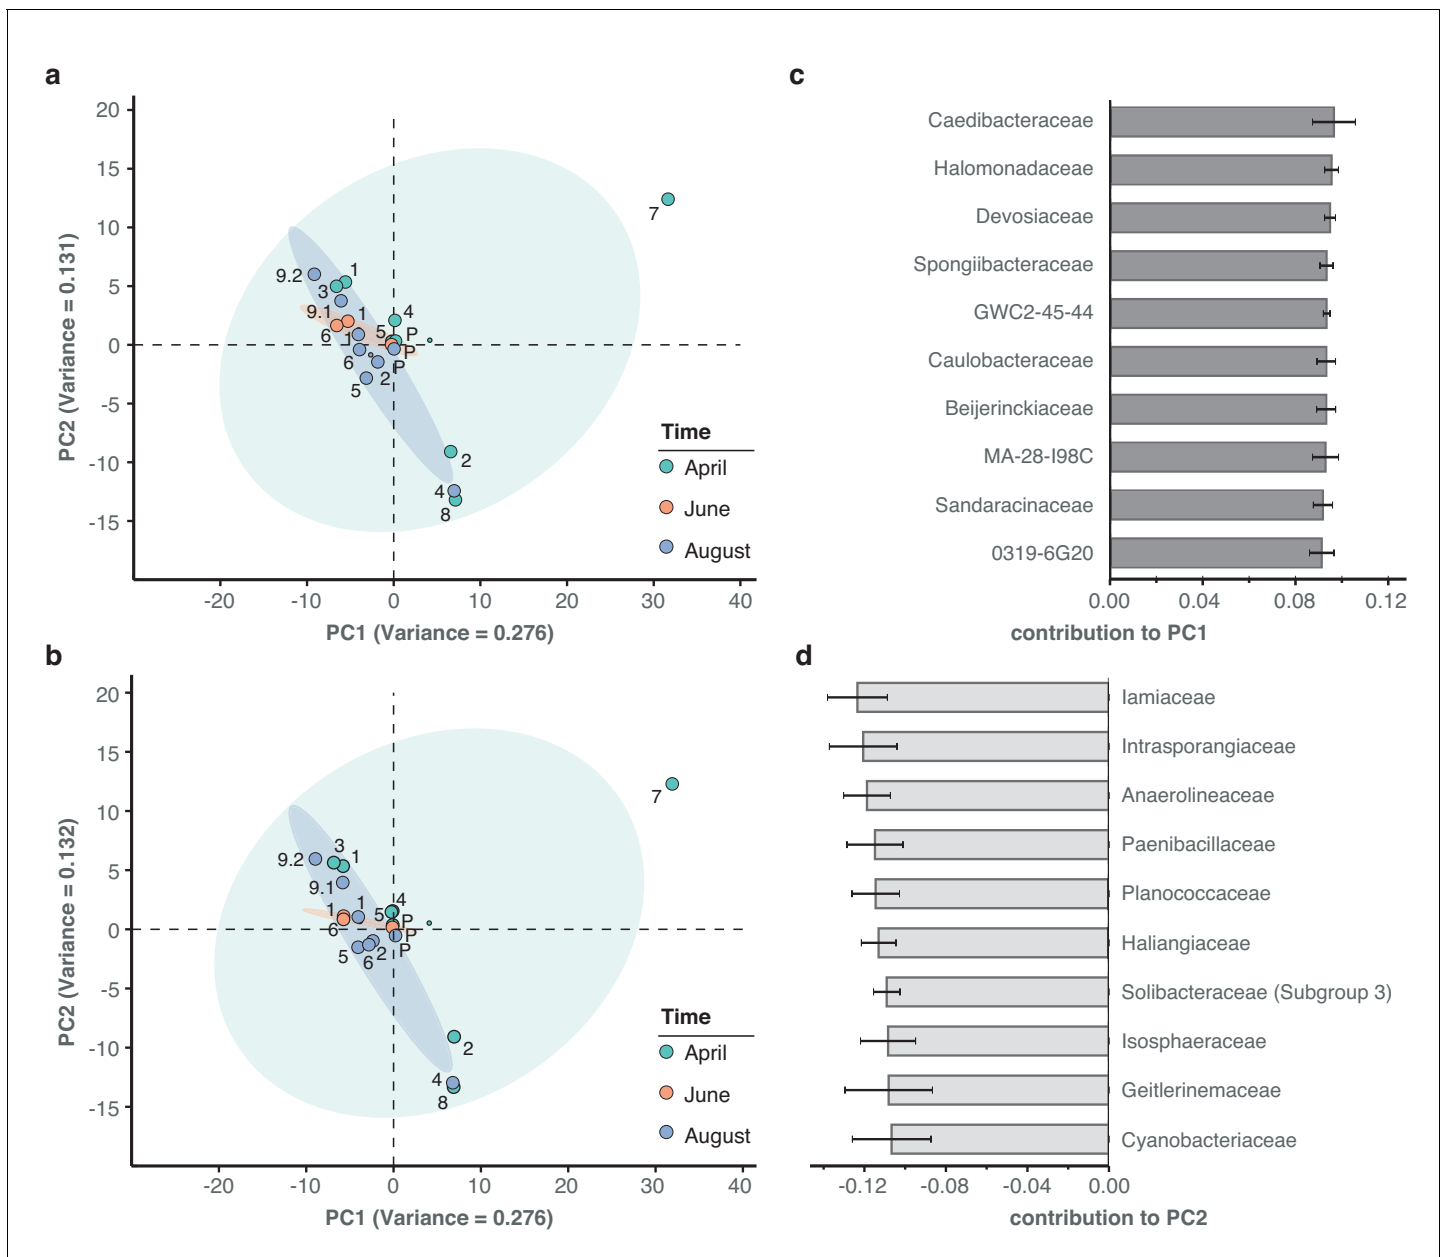 a
20
15
10
5
0
-5
-10
-15
PC2 (Variance = 0.131)
7
9.2
1
3
9.1
1
4
6
1
5
P
P
6
P
5
2
2
4
8
Time
April
June
August
-20 -10 0 10 20 30 40
PC1 (Variance = 0.276)
b
20
15
10
5
0
-5
-10
-15
PC2 (Variance = 0.132)
7
3
9.2
1
9.1
1
1
4
5
P
6
P
P
5
6
2
2
4
8
Time
April
June
August
-20 -10 0 10 20 30 40
PC1 (Variance = 0.276)
c
Caedibacteraceae
Halomonadaceae
Devosiaceae
Spongiibacteraceae
GWC2-45-44
Caulobacteraceae
Beijerinckiaceae
MA-28-I98C
Sandaracinaceae
0319-6G20
0.00 0.04 0.08 0.12
contribution to PC1
d
Iamiaceae
Intrasporangiaceae
Anaerolineaceae
Paenibacillaceae
Planococcaceae
Haliangiaceae
Solibacteraceae (Subgroup 3)
Isosphaeraceae
Geitlerinemaceae
Cyanobacteriaceae
-0.12 -0.08 -0.04 0.00
contribution to PC2